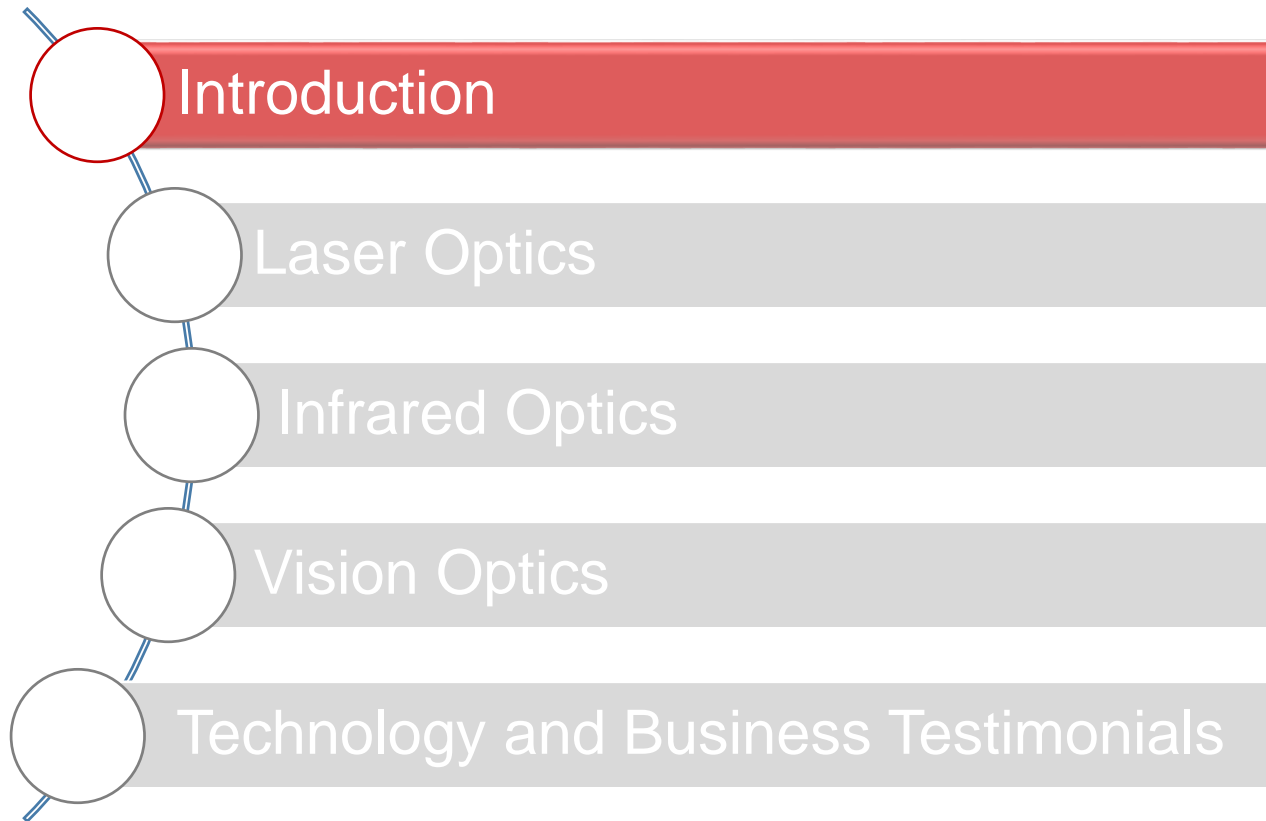 Introduction
Laser Optics
Infrared Optics
Vision Optics
Technology and Business Testimonials